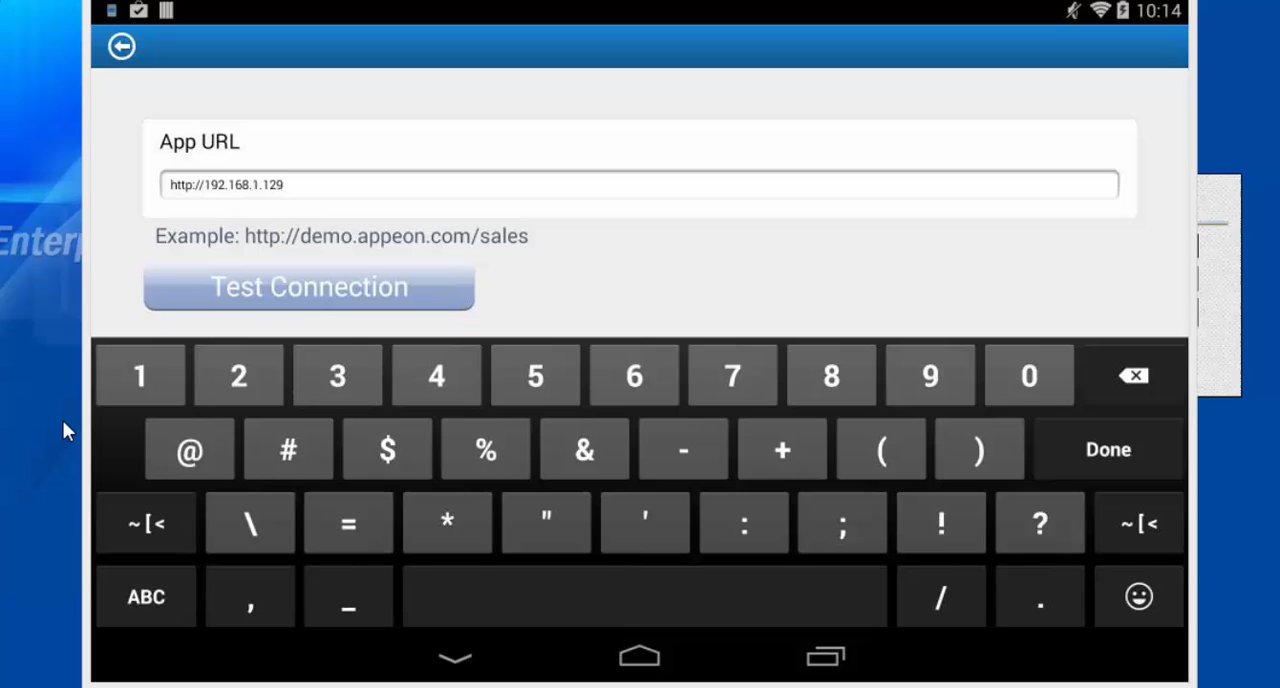 10:14
App URL
http://192.168.1.129
Example: http://demo.appeon.com/sales
Test Connection
1 2 3 4 5 6 7 8 9 0
@ # $ % & - + ( ) Done
~[< \ = * " ' : ; ! ? ~[<
ABC , _ / .